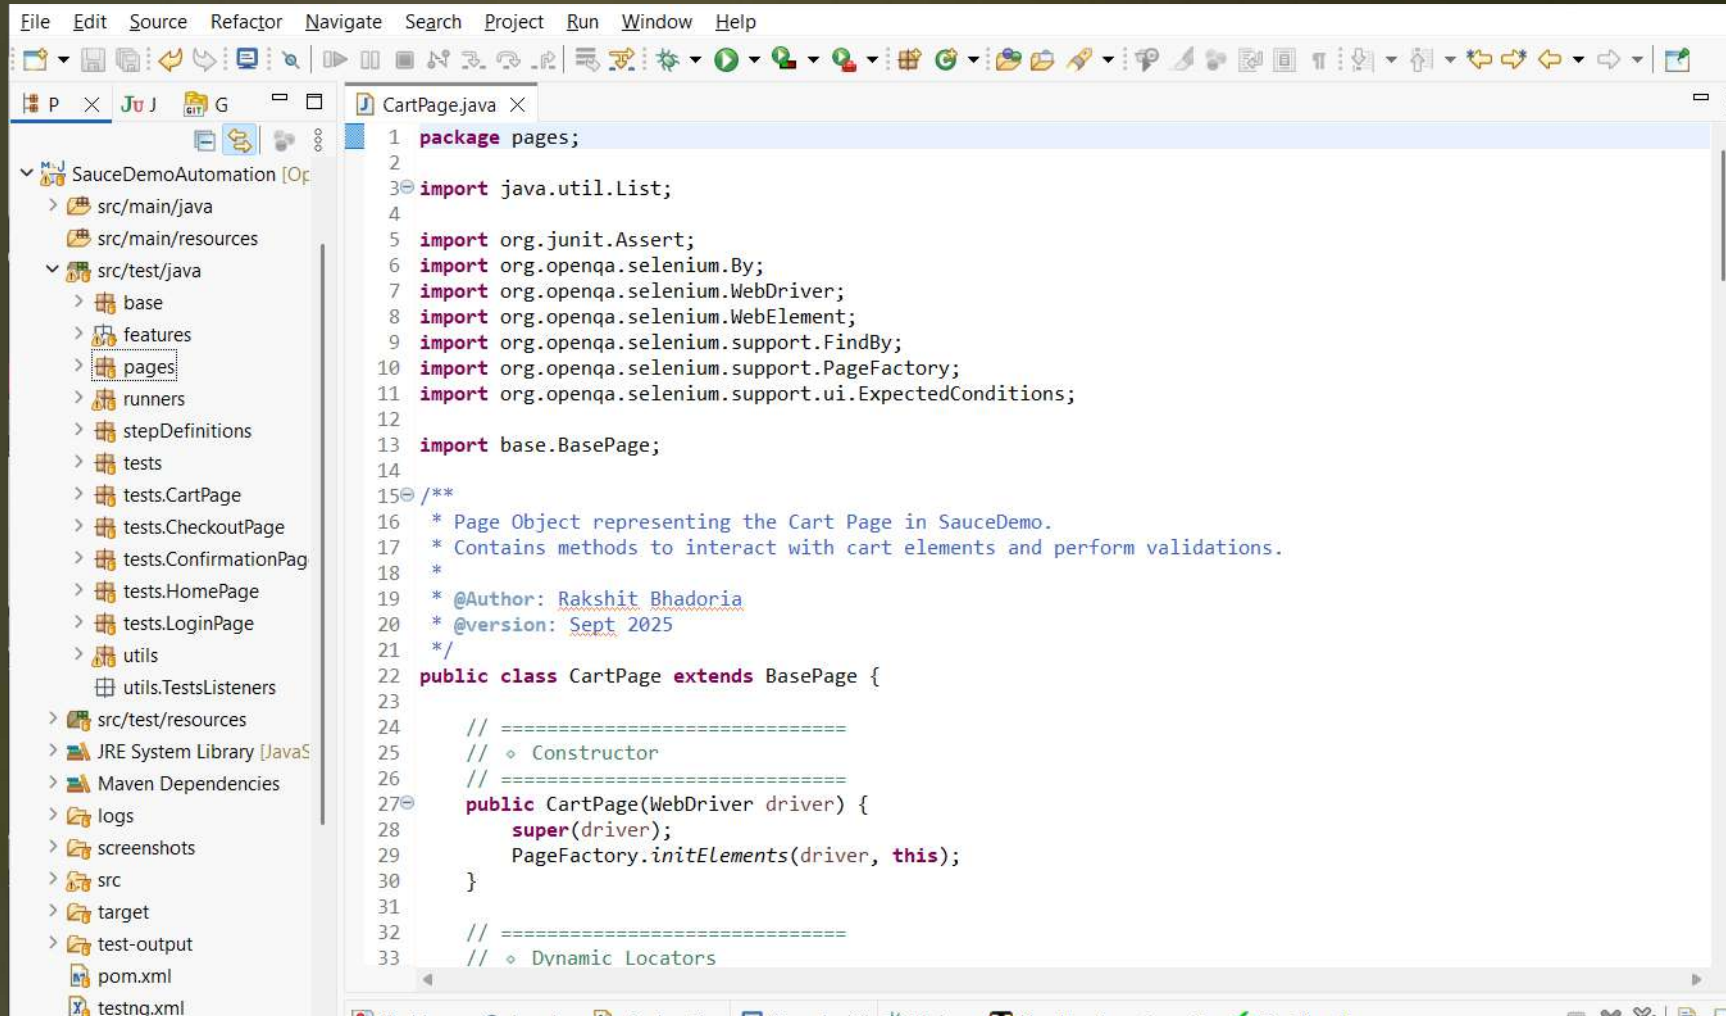 File Edit Source Refactor Navigate Search Project Run Window Help
P
JU J
GIT G
SauceDemoAutomation [Op
src/main/java
src/main/resources
src/test/java
base
features
pages
runners
stepDefinitions
tests
tests.CartPage
tests.CheckoutPage
tests.ConfirmationPag
tests.HomePage
tests.LoginPage
utils
utils.TestsListeners
src/test/resources
JRE System Library [JavaS
Maven Dependencies
logs
screenshots
src
target
test-output
pom.xml
testng.xml
CartPage.java
1 package pages;
2
3 import java.util.List;
4
5 import org.junit.Assert;
6 import org.openqa.selenium.By;
7 import org.openqa.selenium.WebDriver;
8 import org.openqa.selenium.WebElement;
9 import org.openqa.selenium.support.FindBy;
10 import org.openqa.selenium.support.PageFactory;
11 import org.openqa.selenium.support.ui.ExpectedConditions;
12
13 import base.BasePage;
14
15 /**
16 * Page Object representing the Cart Page in SauceDemo.
17 * Contains methods to interact with cart elements and perform validations.
18 *
19 * @Author: Rakshit Bhadoria
20 * @version: Sept 2025
21 */
22 public class CartPage extends BasePage {
23
24 // ==============================
25 // ⋄ Constructor
26 // ==============================
27 public CartPage(WebDriver driver) {
28 super(driver);
29 PageFactory.initElements(driver, this);
30 }
31
32 // ==============================
33 // ⋄ Dynamic Locators